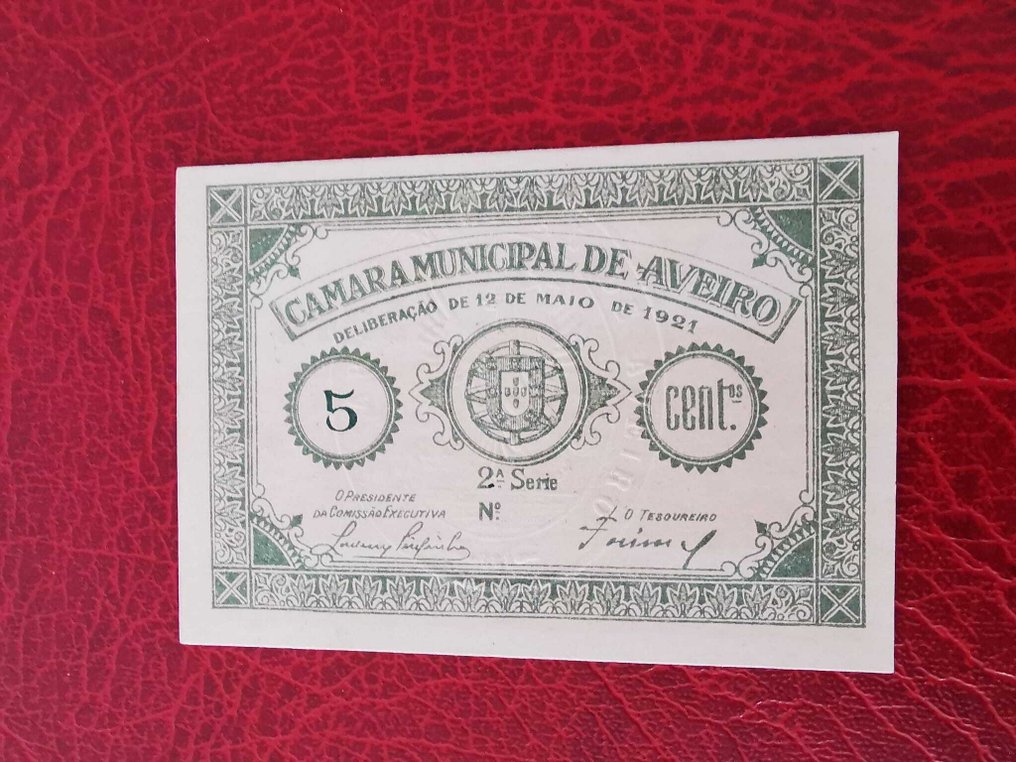 CAMARA MUNICIPAL DE AVEIRO
DELIBERAÇÃO DE 12 DE MAIO DE 1921
5
cent.os
2.A Serie
O PRESIDENTE
DA COMISSÃO EXECUTIVA
N.o
O TESOUREIRO